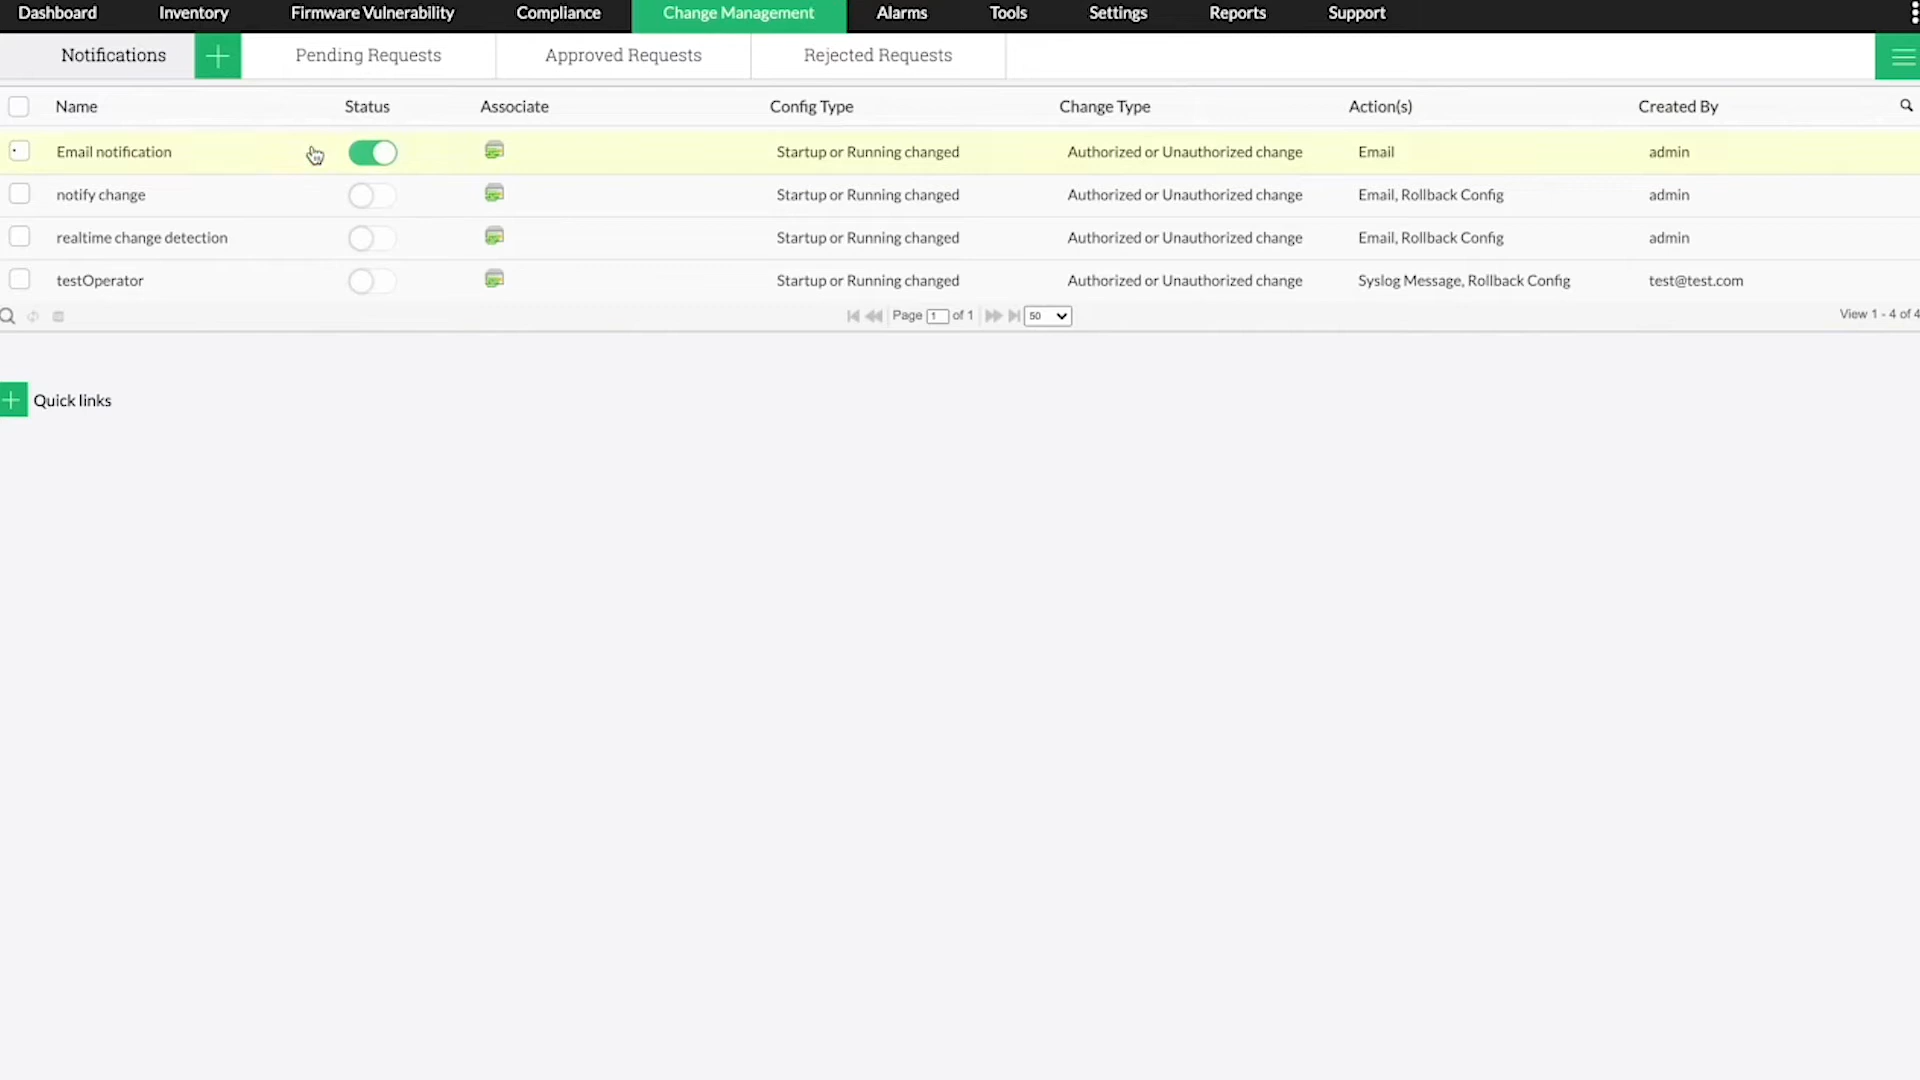 Dashboard Inventory Firmware Vulnerability Compliance Change Management Alarms Tools Settings Reports Support
Notifications Pending Requests Approved Requests Rejected Requests
Name Status Associate Config Type Change Type Action(s) Created By
Email notification Startup or Running changed Authorized or Unauthorized change Email admin
notify change Startup or Running changed Authorized or Unauthorized change Email, Rollback Config admin
realtime change detection Startup or Running changed Authorized or Unauthorized change Email, Rollback Config admin
testOperator Startup or Running changed Authorized or Unauthorized change Syslog Message, Rollback Config test@test.com
Page 1 of 1 50 View 1 - 4 of 4
Quick links